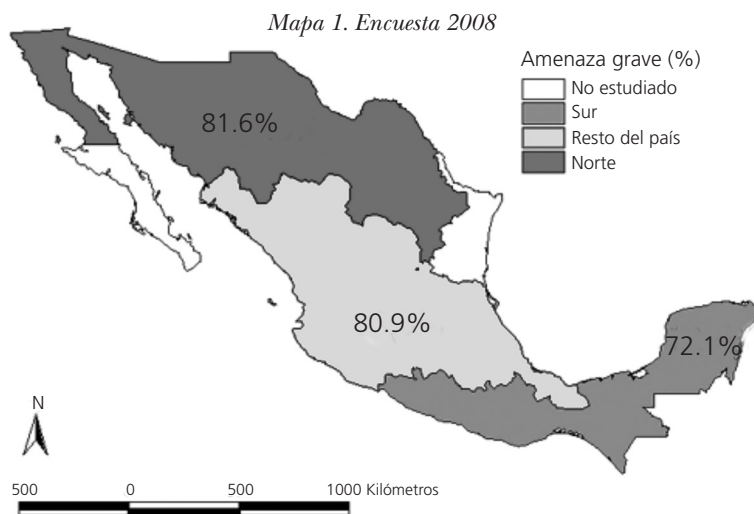 Mapa 1. Encuesta 2008
Amenaza grave (%)
No estudiado
Sur
Resto del país
Norte
81.6%
80.9%
72.1%
N
500 0 500 1000 Kilómetros